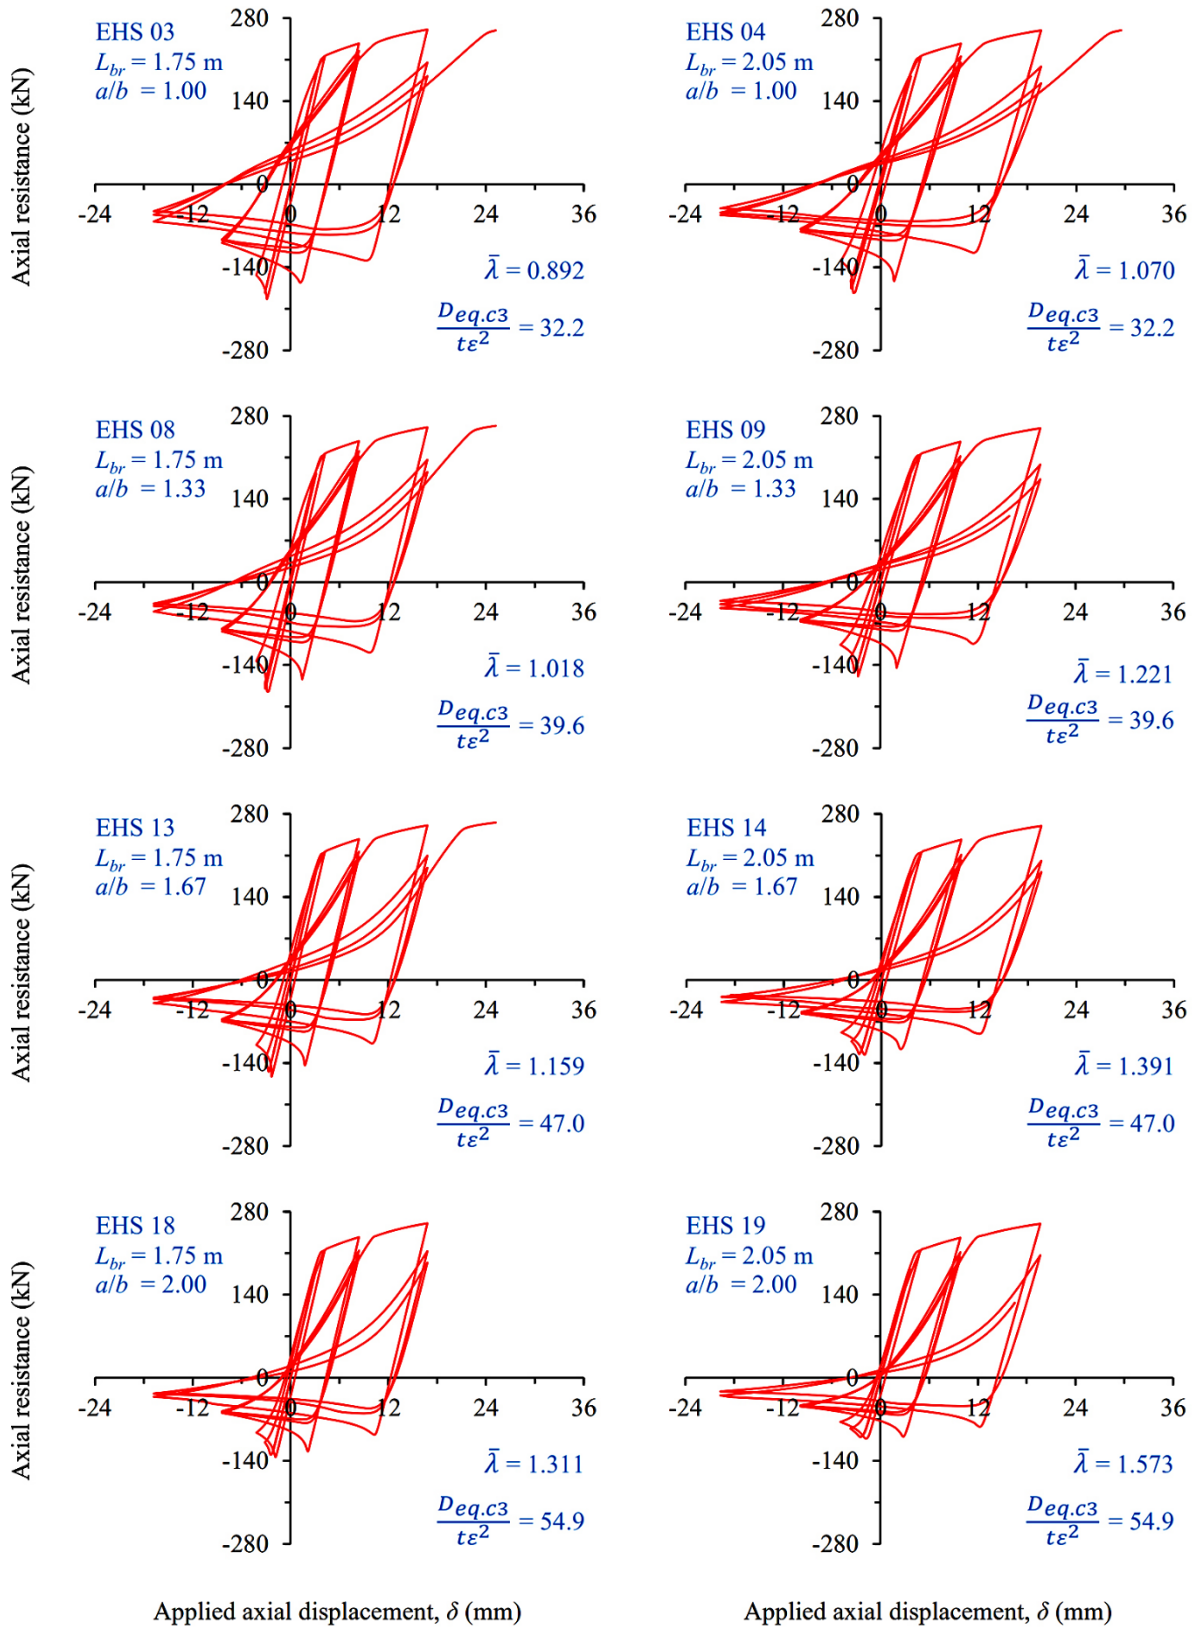 EHS 03
L_br = 1.75 m
a/b = 1.00
280
140
0
-140
-280
-24 -12 0 12 24 36
λ̄ = 0.892
D_eq.c3 / tε² = 32.2
Axial resistance (kN)
EHS 04
L_br = 2.05 m
a/b = 1.00
280
140
0
-140
-280
-24 -12 0 12 24 36
λ̄ = 1.070
D_eq.c3 / tε² = 32.2
EHS 08
L_br = 1.75 m
a/b = 1.33
280
140
0
-140
-280
-24 -12 0 12 24 36
λ̄ = 1.018
D_eq.c3 / tε² = 39.6
Axial resistance (kN)
EHS 09
L_br = 2.05 m
a/b = 1.33
280
140
0
-140
-280
-24 -12 0 12 24 36
λ̄ = 1.221
D_eq.c3 / tε² = 39.6
EHS 13
L_br = 1.75 m
a/b = 1.67
280
140
0
-140
-280
-24 -12 0 12 24 36
λ̄ = 1.159
D_eq.c3 / tε² = 47.0
Axial resistance (kN)
EHS 14
L_br = 2.05 m
a/b = 1.67
280
140
0
-140
-280
-24 -12 0 12 24 36
λ̄ = 1.391
D_eq.c3 / tε² = 47.0
EHS 18
L_br = 1.75 m
a/b = 2.00
280
140
0
-140
-280
-24 -12 0 12 24 36
λ̄ = 1.311
D_eq.c3 / tε² = 54.9
Axial resistance (kN)
EHS 19
L_br = 2.05 m
a/b = 2.00
280
140
0
-140
-280
-24 -12 0 12 24 36
λ̄ = 1.573
D_eq.c3 / tε² = 54.9
Applied axial displacement, δ (mm)
Applied axial displacement, δ (mm)